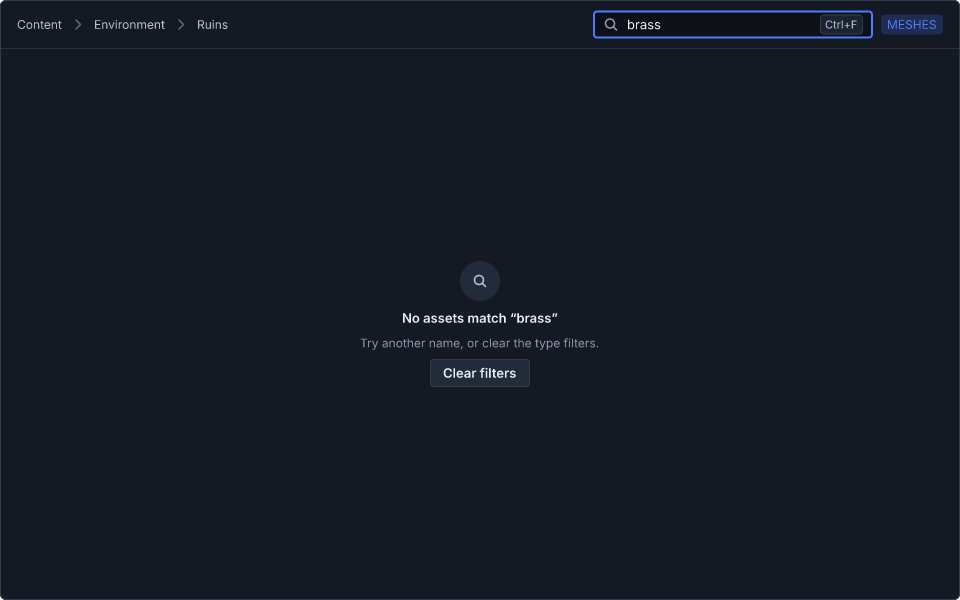 Content Environment Ruins brass Ctrl+F MESHES
No assets match “brass”
Try another name, or clear the type filters.
Clear filters